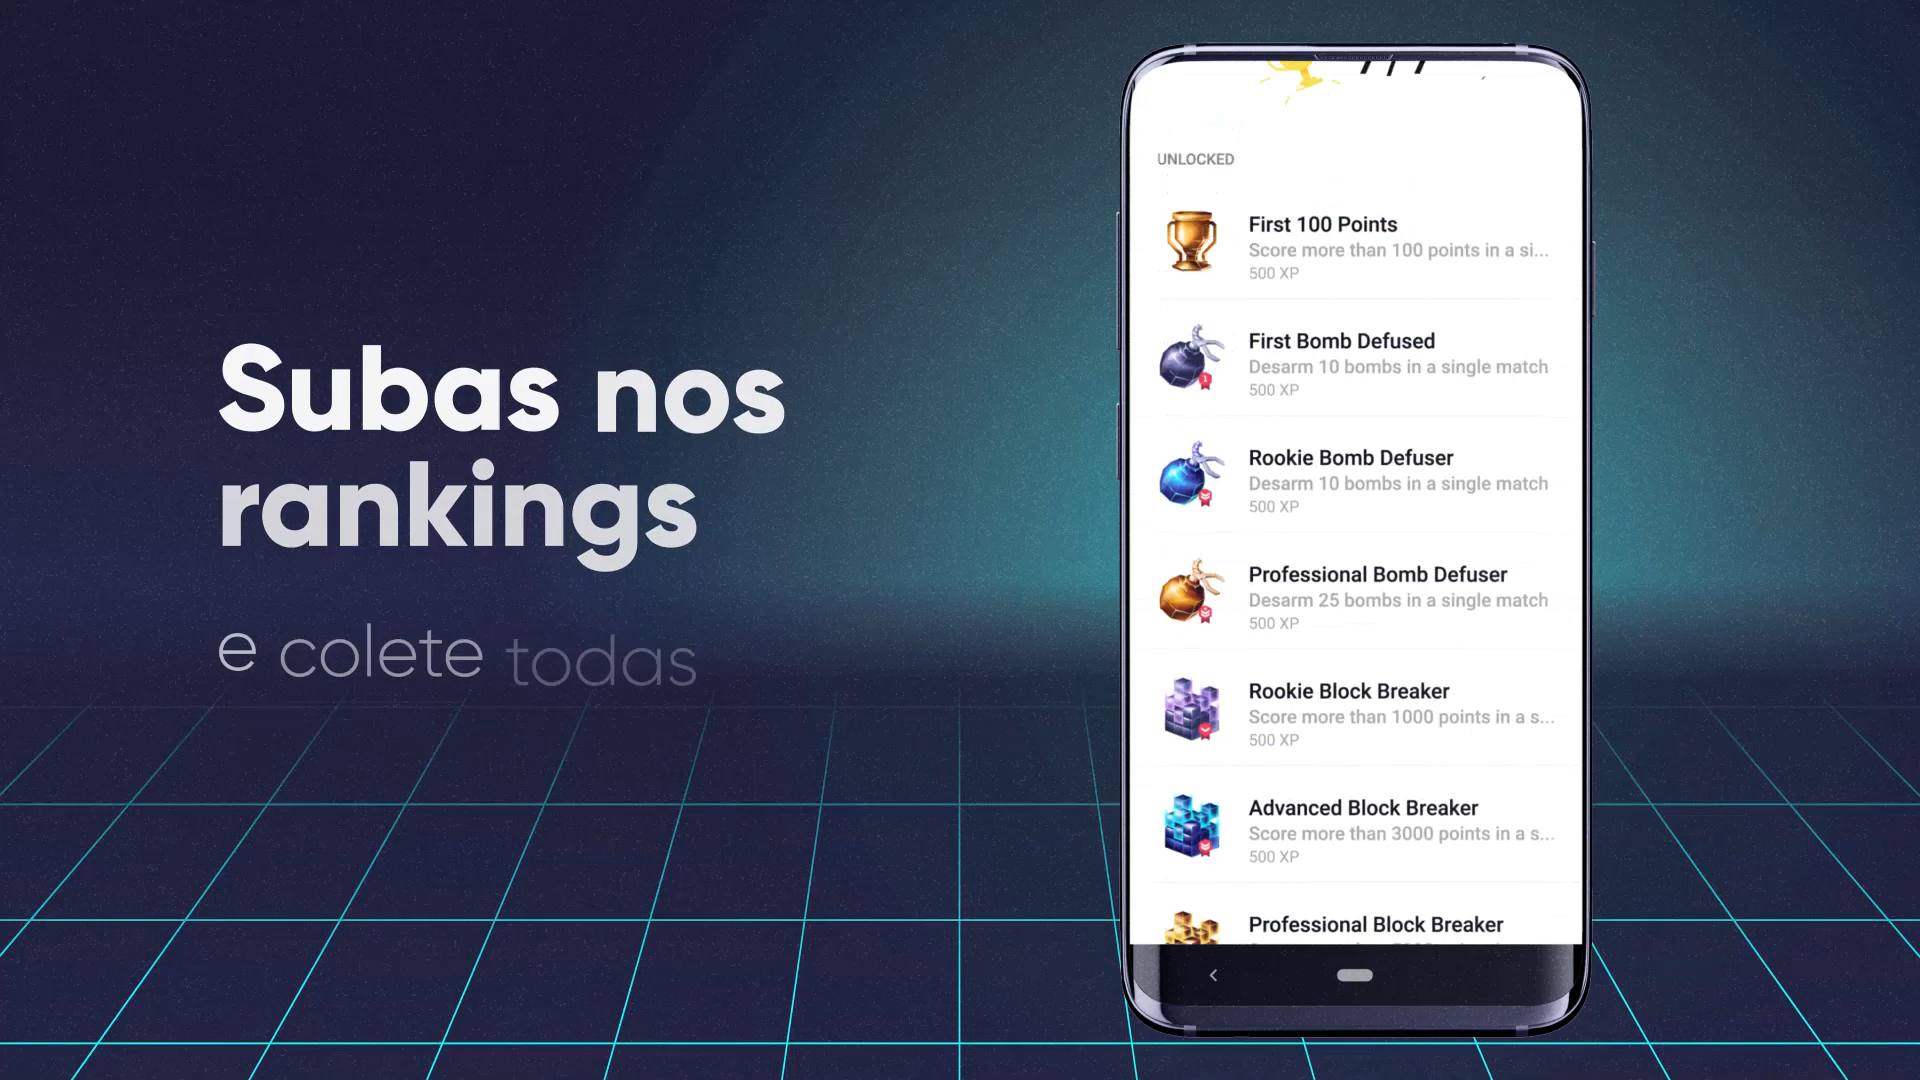 Subas nos
rankings
e colete todas
UNLOCKED
First 100 Points
Score more than 100 points in a si...
500 XP
First Bomb Defused
Desarm 10 bombs in a single match
500 XP
Rookie Bomb Defuser
Desarm 10 bombs in a single match
500 XP
Professional Bomb Defuser
Desarm 25 bombs in a single match
500 XP
Rookie Block Breaker
Score more than 1000 points in a s...
500 XP
Advanced Block Breaker
Score more than 3000 points in a s...
500 XP
Professional Block Breaker